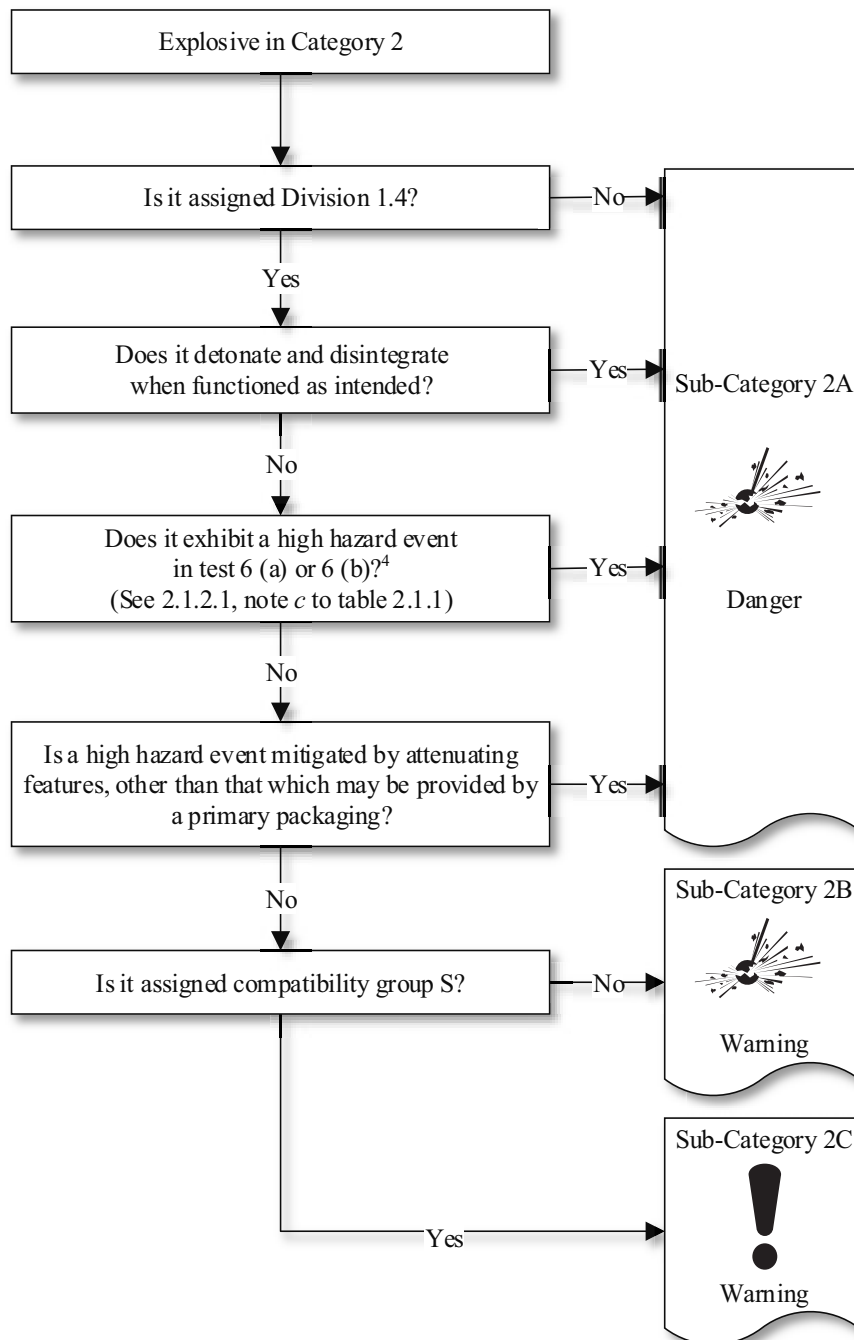 Explosive in Category 2
Is it assigned Division 1.4?
No
Yes
Does it detonate and disintegrate
when functioned as intended?
Yes
Sub-Category 2A
No
Does it exhibit a high hazard event
in test 6 (a) or 6 (b)?⁴
(See 2.1.2.1, note c to table 2.1.1)
Yes
Danger
No
Is a high hazard event mitigated by attenuating
features, other than that which may be provided by
a primary packaging?
Yes
No
Sub-Category 2B
Is it assigned compatibility group S?
No
Warning
Sub-Category 2C
Yes
Warning